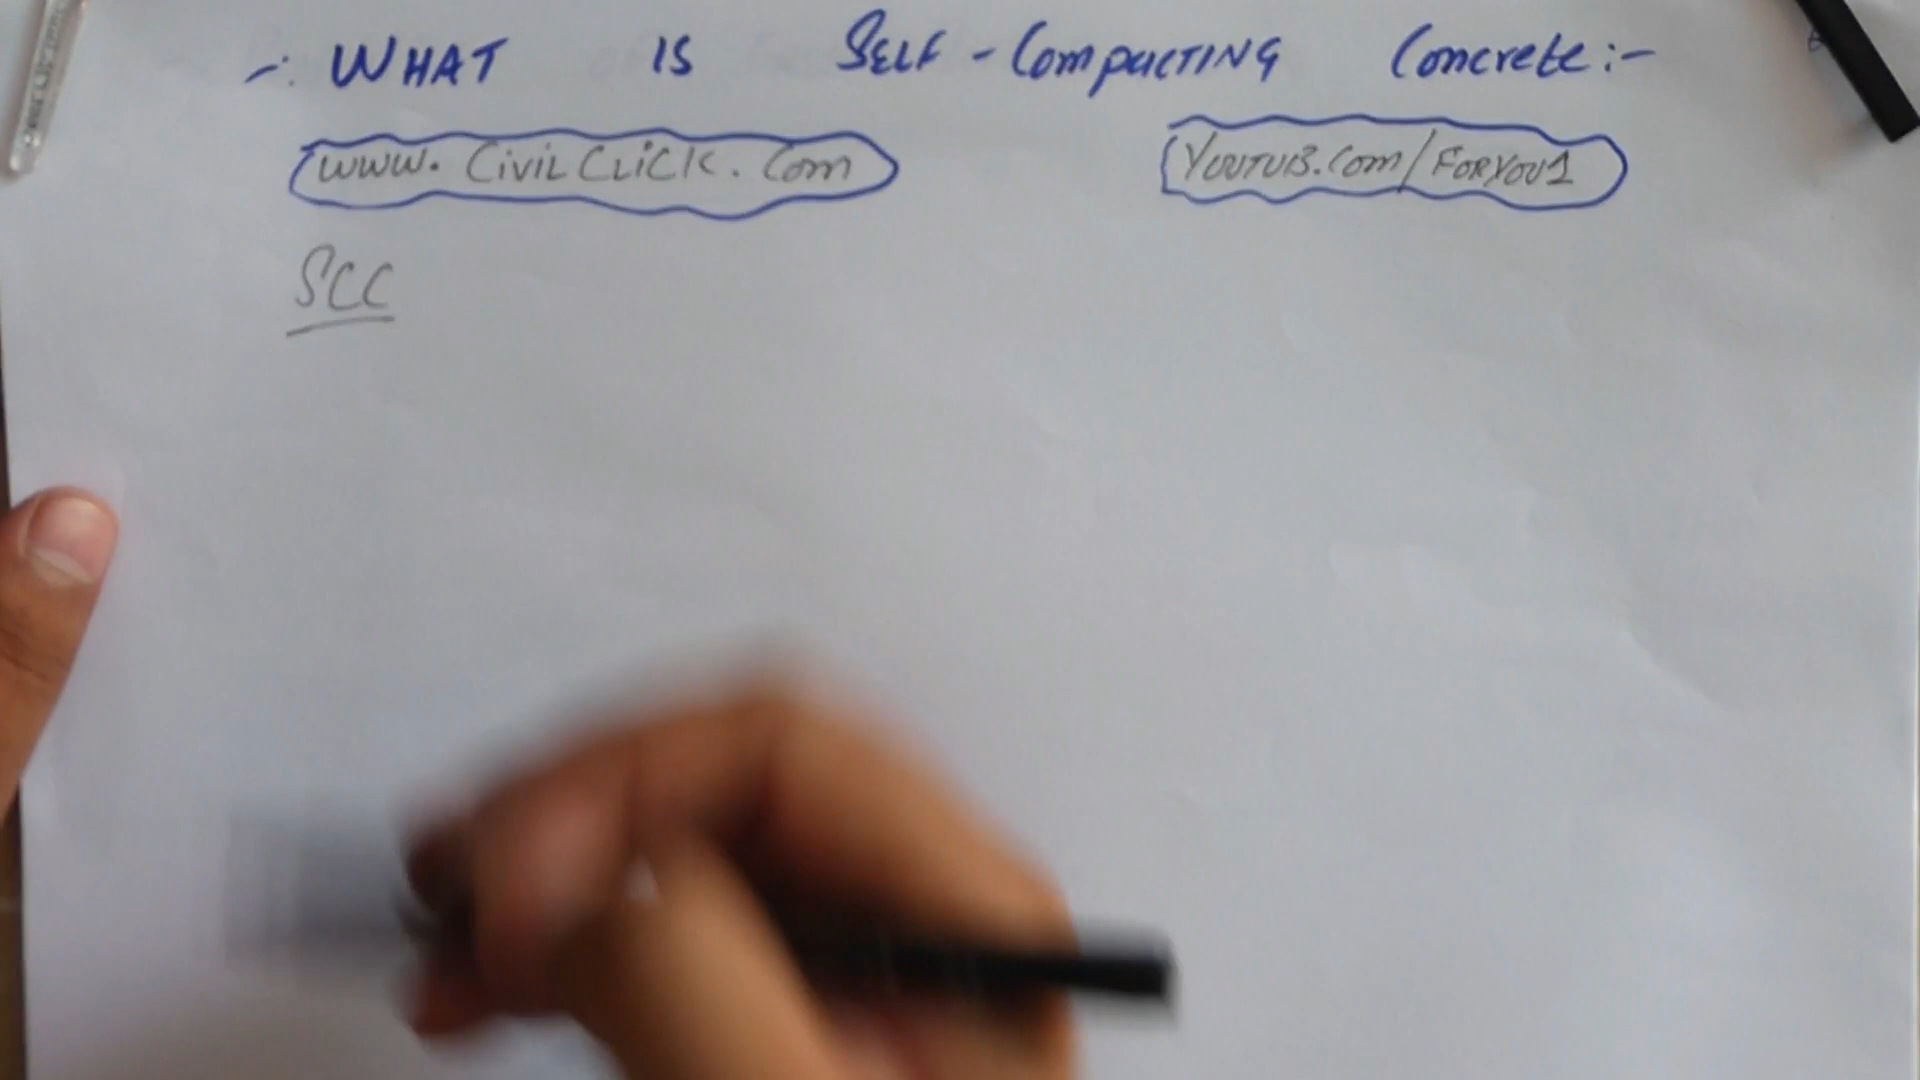 -: WHAT IS SELF-COMPACTING CONCRETE:-
WWW. CIVILCLICK. Com YOUTUB.Com/FORYOU1
SCC